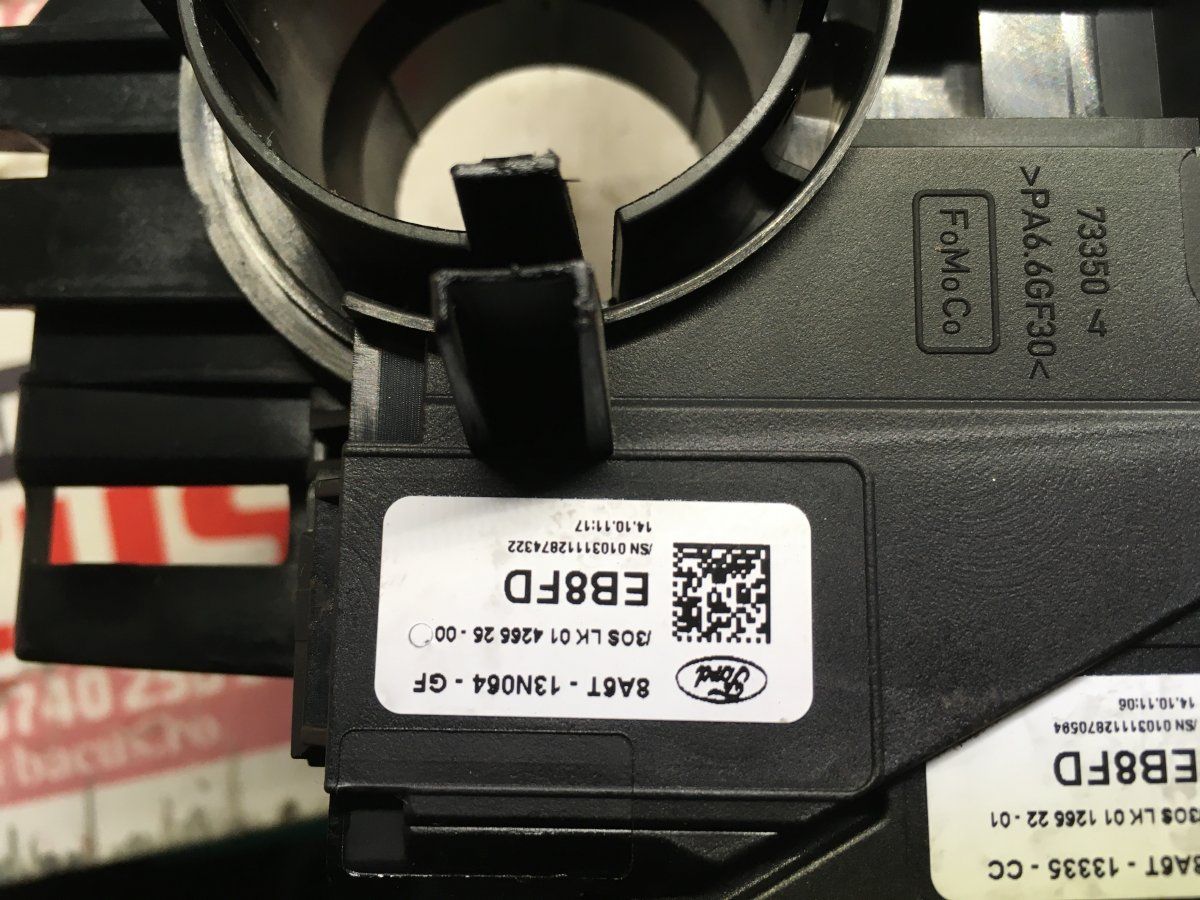 73350 4
>PA6.6GF30<
FoMoCo
Ford
8A6T - 13N064 - GF
/3OS LK 01 4266 26 - 00
EB8FD
/SN 01031112874322
14.10.11:17
8A6T - 13335 - CC
/3OS LK 01 1266 22 - 01
EB8FD
/SN 01031112870594
14.10.11:06